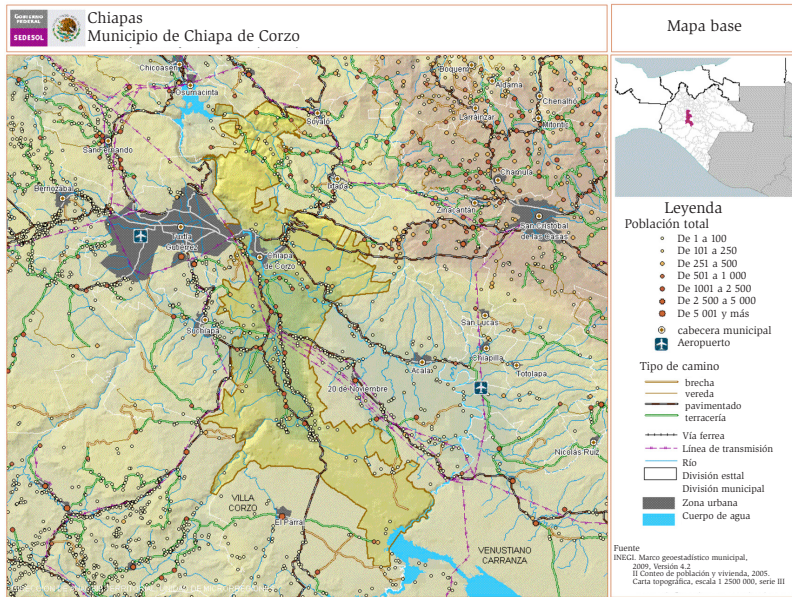 GOBIERNO
FEDERAL
SEDESOL
Chiapas
Municipio de Chiapa de Corzo
Mapa base
Chicoasén
Osumacinta
Soyaló
San Fernando
Berriozábal
Tuxtla
Gutiérrez
Chiapa
de Corzo
Ixtapa
Zinacantán
Chamula
San Cristóbal
de las Casas
Bosque
Aldama
Chenalhó
Larráinzar
Mitontic
Suchiapa
San Lucas
Chiapilla
Acala
Totolapa
20 de Noviembre
Nicolás Ruiz
VILLA
CORZO
El Parral
VENUSTIANO
CARRANZA
Leyenda
Población total
De 1 a 100
De 101 a 250
De 251 a 500
De 501 a 1 000
De 1001 a 2 500
De 2 500 a 5 000
De 5 001 y más
cabecera municipal
Aeropuerto
Tipo de camino
brecha
vereda
pavimentado
terracería
Vía ferrea
Línea de transmisión
Río
División esttal
División municipal
Zona urbana
Cuerpo de agua
Fuente
INEGI. Marco geoestadístico municipal,
2009, Versión 4.2
II Conteo de población y vivienda, 2005.
Carta topográfica, escala 1 2500 000, serie III